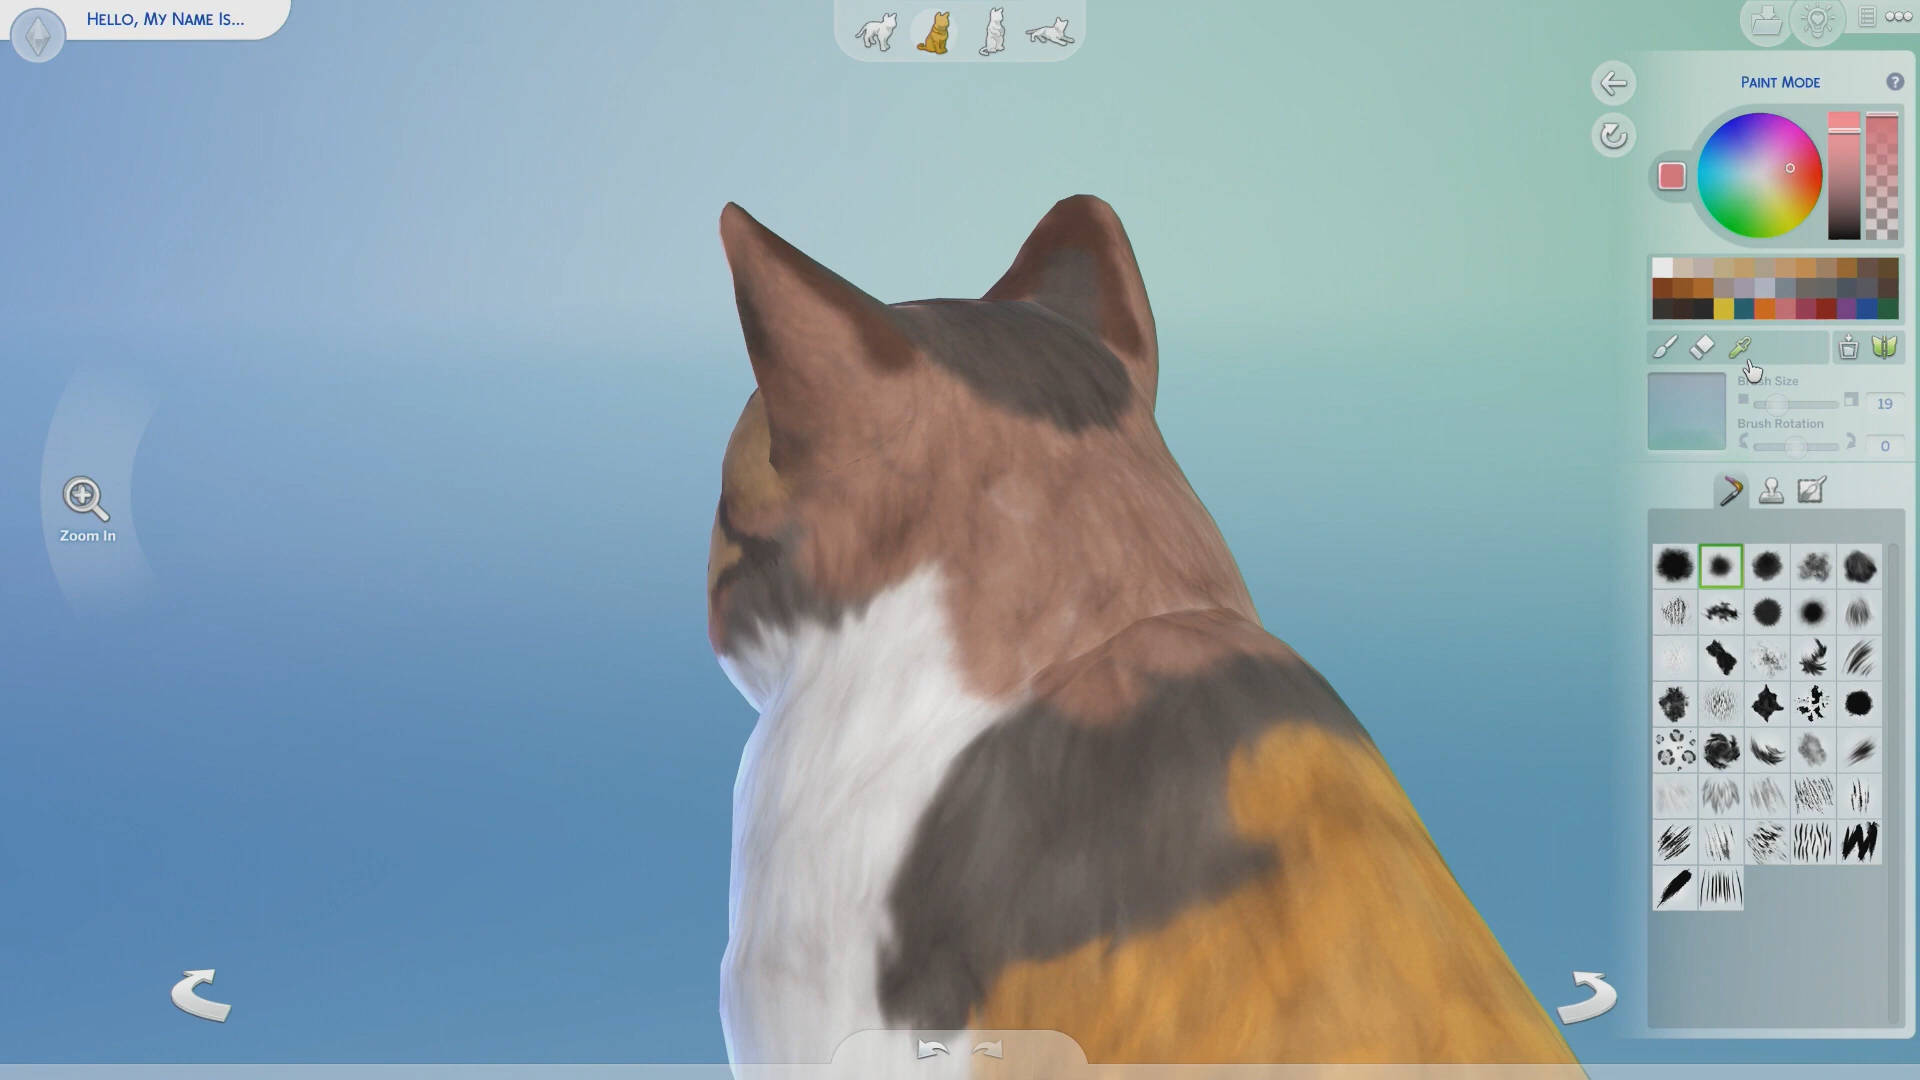 Hello, My Name Is...
Paint Mode
?
Brush Size
19
Brush Rotation
0
Zoom In